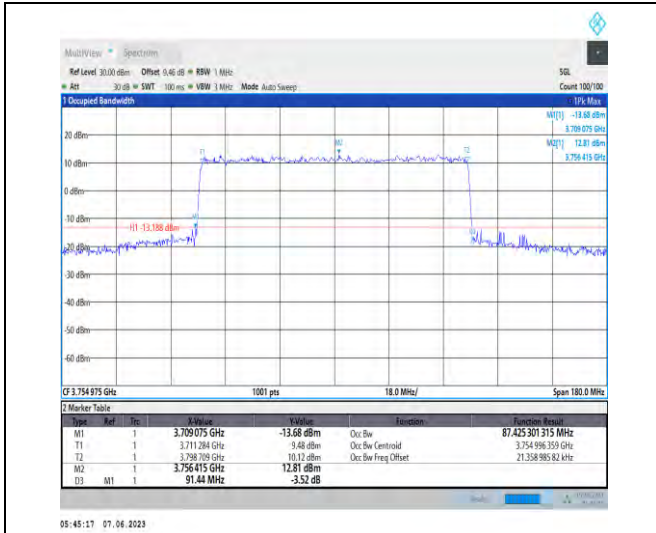 MultiView Spectrum
Ref Level 30.00 dBm Offset 9.46 dB RBW 1 MHz SGL
Att 30 dB SWT 100 ms VBW 3 MHz Mode Auto Sweep Count 100/100
1 Occupied Bandwidth 1Pk Max
M1[1] -13.68 dBm
3.709 075 GHz
M2[1] 12.81 dBm
3.756 415 GHz
20 dBm
M2
T1 T2
10 dBm
0 dBm
-10 dBm
M1
H1 -13.188 dBm
-20 dBm
-30 dBm
-40 dBm
-50 dBm
-60 dBm
CF 3.754 975 GHz 1001 pts 18.0 MHz/ Span 180.0 MHz
2 Marker Table
Type Ref Trc X-Value Y-Value Function Function Result
M1 1 3.709 075 GHz -13.68 dBm Occ Bw 87.425 301 315 MHz
T1 1 3.711 284 GHz 9.48 dBm Occ Bw Centroid 3.754 996 359 GHz
T2 1 3.798 709 GHz 10.12 dBm Occ Bw Freq Offset 21.358 985 82 kHz
M2 1 3.756 415 GHz 12.81 dBm
D3 M1 1 91.44 MHz -3.52 dB
05:45:17 07.06.2023